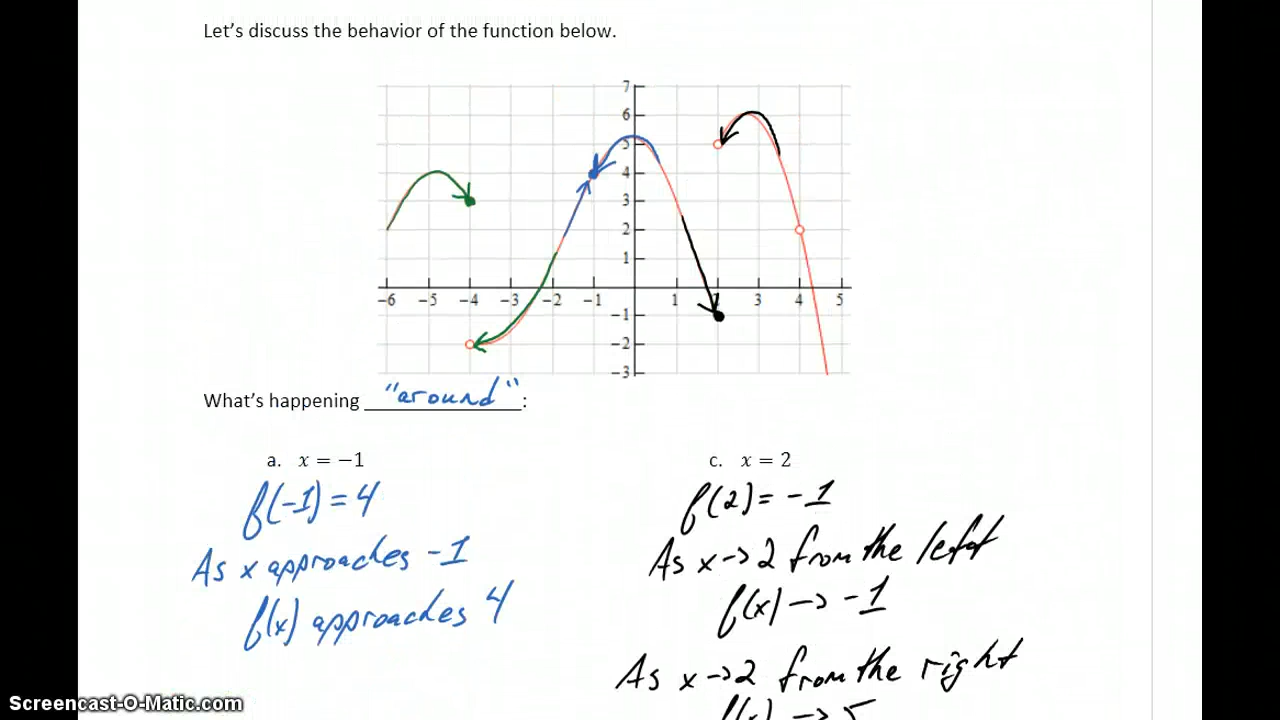 Let's discuss the behavior of the function below.
7
6
5
4
3
2
1
-6 -5 -4 -3 -2 -1 1 3 4 5
-1
-2
-3
What's happening "around" :
a. x = −1
f(-1) = 4
As x approaches -1
f(x) approaches 4
c. x = 2
f(2) = -1
As x → 2 from the left
f(x) → -1
As x → 2 from the right
f(x) → 5
Screencast-O-Matic.com